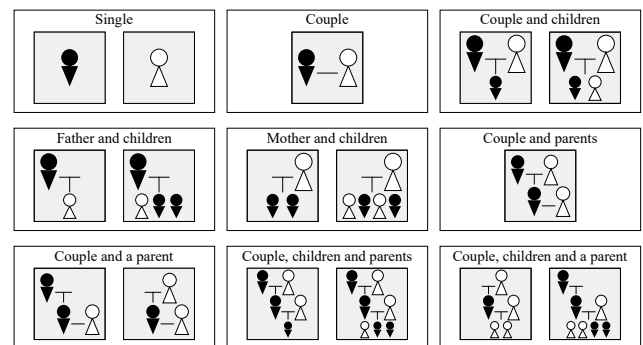 Single
Couple
Couple and children
Father and children
Mother and children
Couple and parents
Couple and a parent
Couple, children and parents
Couple, children and a parent